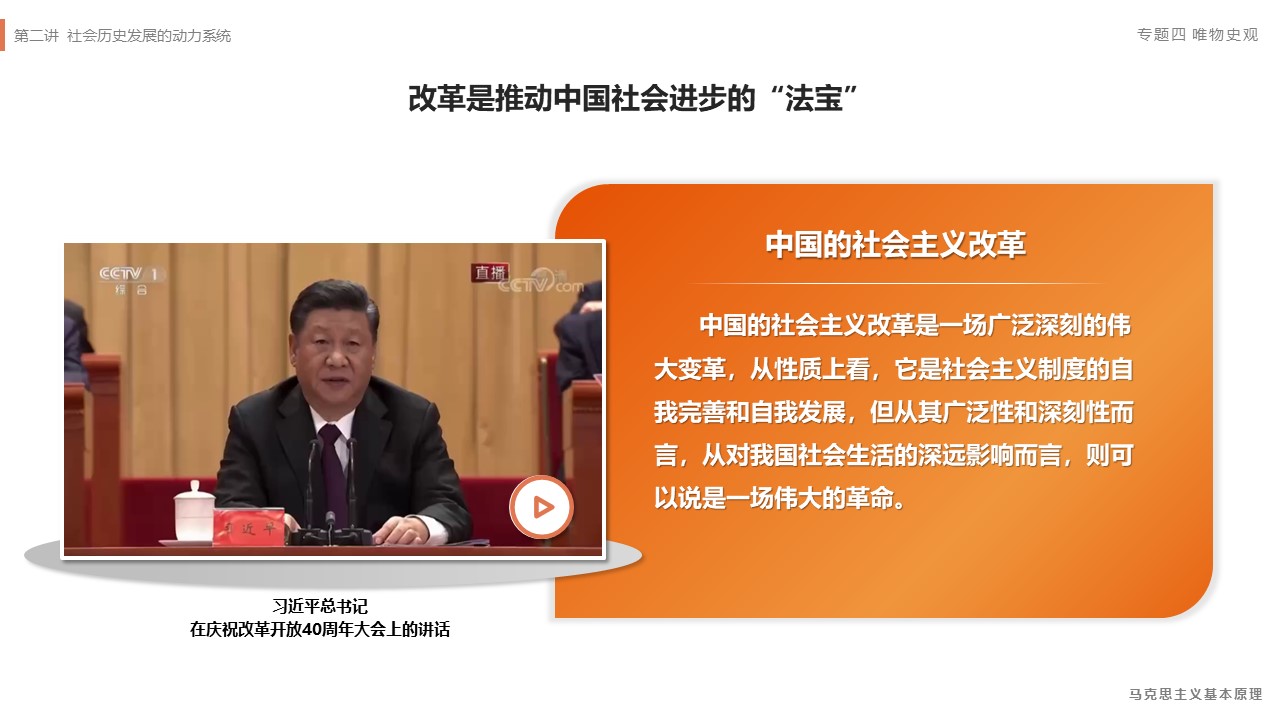 第二讲 社会历史发展的动力系统
专题四 唯物史观
改革是推动中国社会进步的“法宝”
CCTV 1
综合
直播
CCTV.com
习近平
习近平总书记
在庆祝改革开放40周年大会上的讲话
中国的社会主义改革
中国的社会主义改革是一场广泛深刻的伟
大变革，从性质上看，它是社会主义制度的自
我完善和自我发展，但从其广泛性和深刻性而
言，从对我国社会生活的深远影响而言，则可
以说是一场伟大的革命。
马克思主义基本原理